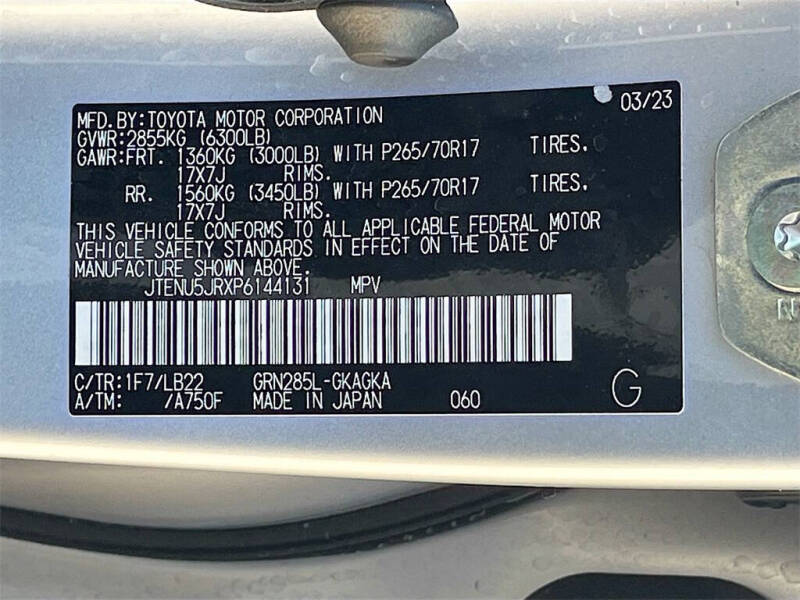 03/23
MFD.BY:TOYOTA MOTOR CORPORATION
GVWR:2855KG (6300LB)
GAWR:FRT. 1360KG (3000LB) WITH P265/70R17 TIRES.
17X7J RIMS.
RR. 1560KG (3450LB) WITH P265/70R17 TIRES.
17X7J RIMS.
THIS VEHICLE CONFORMS TO ALL APPLICABLE FEDERAL MOTOR
VEHICLE SAFETY STANDARDS IN EFFECT ON THE DATE OF
MANUFACTURE SHOWN ABOVE.
JTENU5JRXP6144131 MPV
C/TR:1F7/LB22 GRN285L-GKAGKA
A/TM: /A750F MADE IN JAPAN 060 G
N